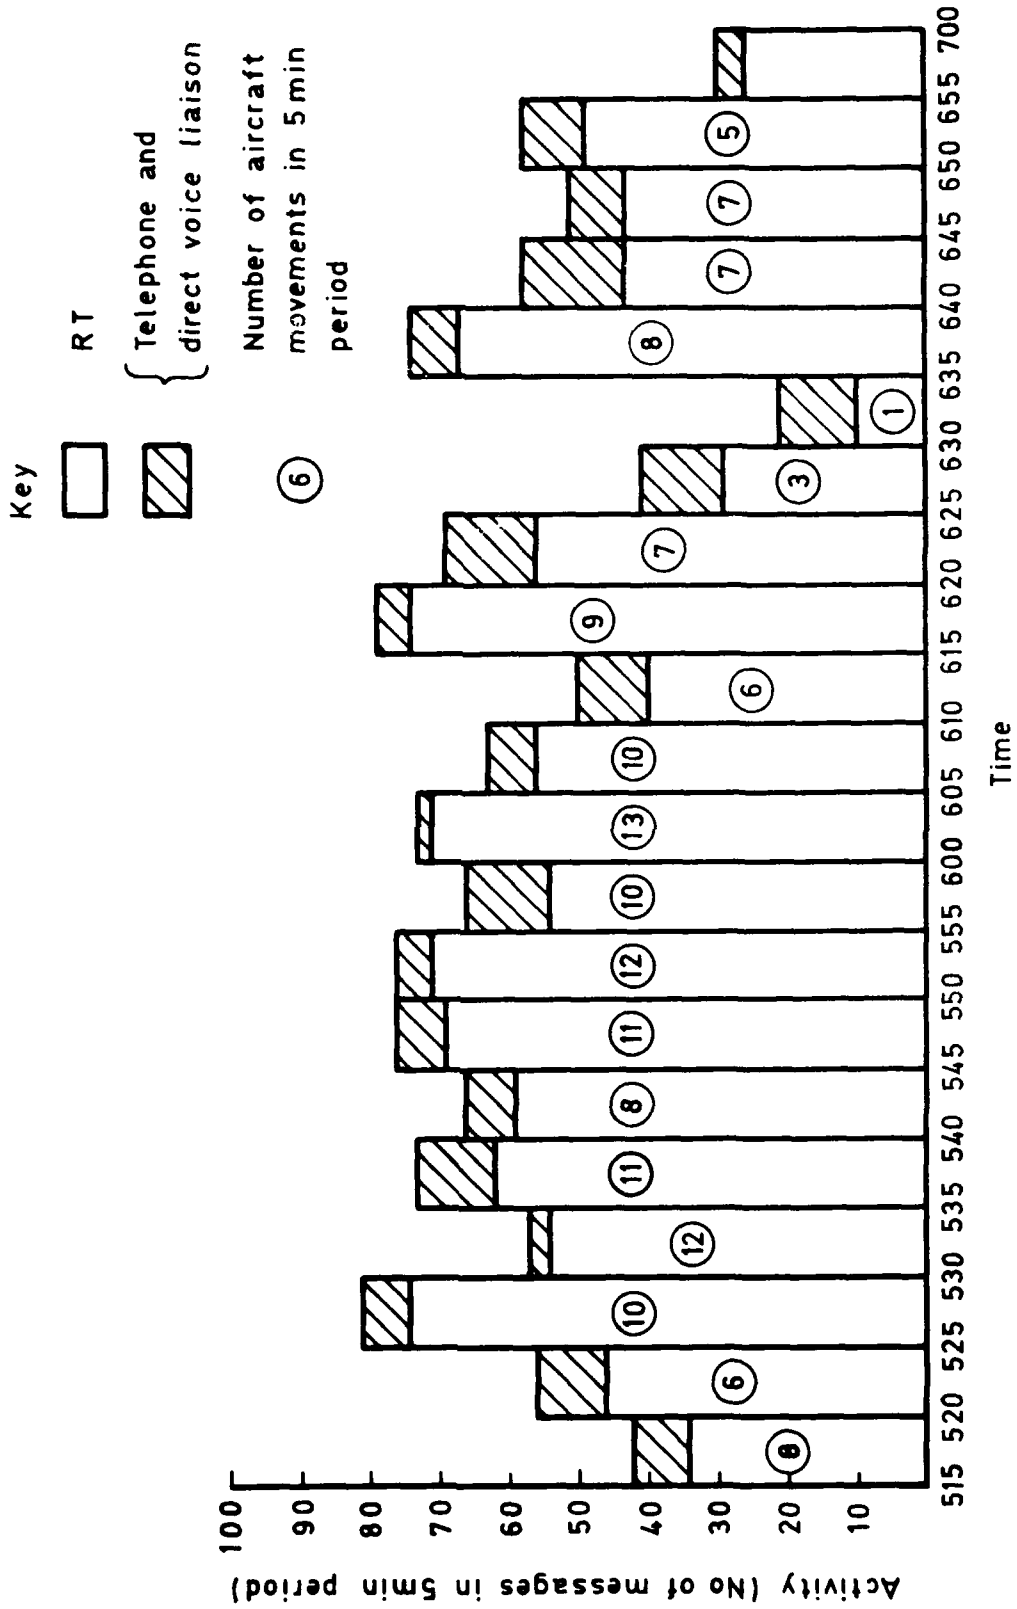 Key
RT
Telephone and
direct voice liaison
6
Number of aircraft
movements in 5 min
period
Activity (No of messages in 5min period)
100
90
80
70
60
50
40
30
20
10
6 10 12 11 8 11 12 10 13 10 6 9 7 3 1 8 7 7 5
515 520 525 530 535 540 545 550 555 600 605 610 615 620 625 630 635 640 645 650 655 700
Time